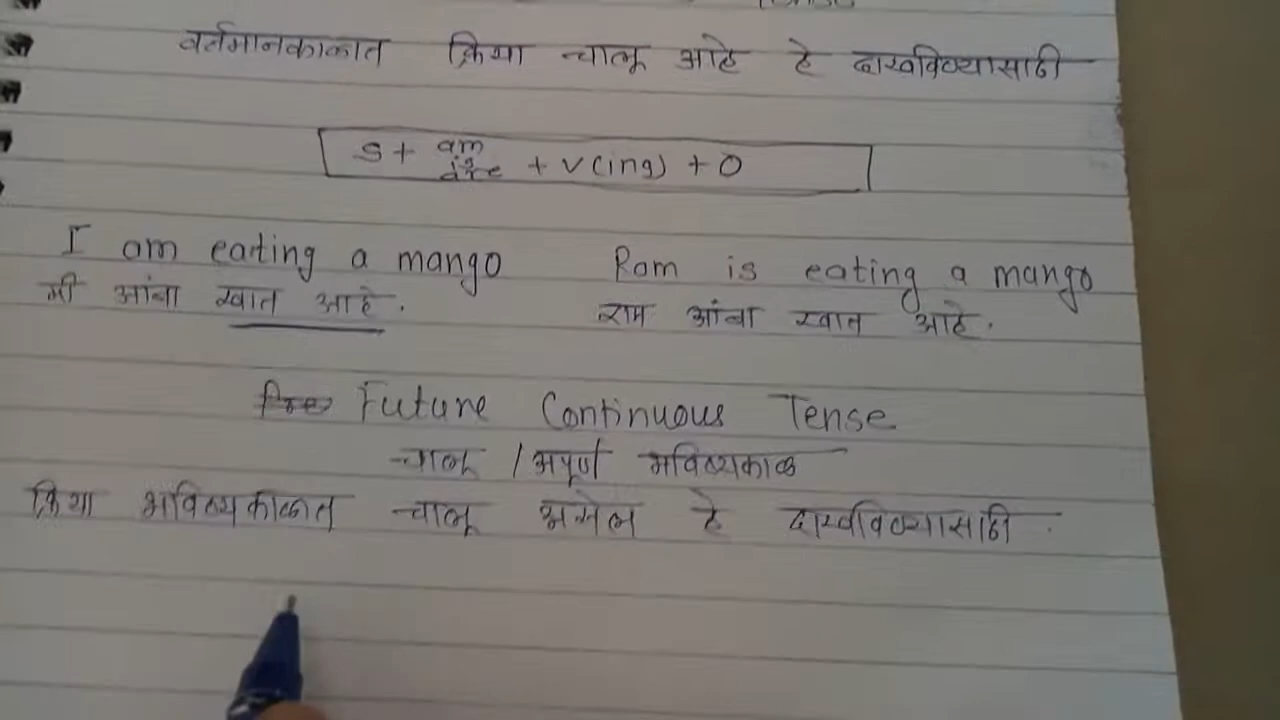 वर्तमानकाळात क्रिया चालू आहे हे दाखविण्यासाठी
S + am is are + V(ing) + O
I am eating a mango Ram is eating a mango
मी आंबा खात आहे. राम आंबा खात आहे.
Future Continuous Tense
चालू / अपूर्ण भविष्यकाळ
क्रिया भविष्यकाळात चालू असेल हे दाखविण्यासाठी.